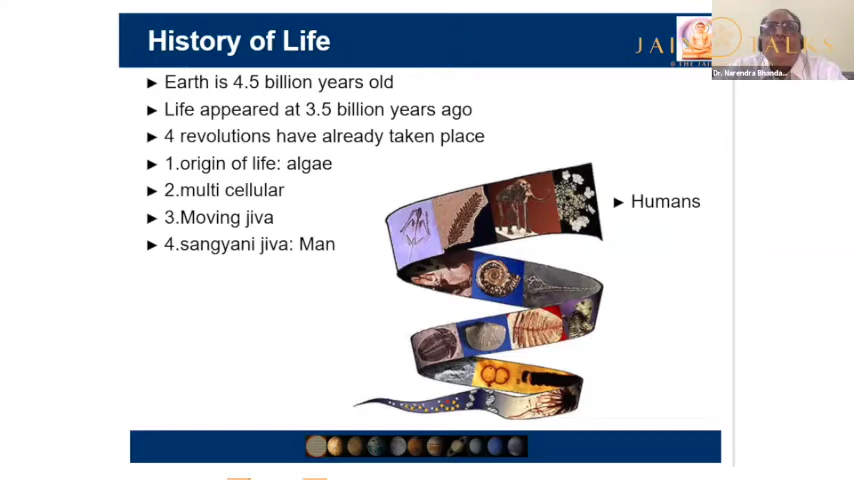 History of Life
JAIN TALKS
© THE JAI
Dr. Narendra Bhanda...
► Earth is 4.5 billion years old
► Life appeared at 3.5 billion years ago
► 4 revolutions have already taken place
► 1.origin of life: algae
► 2.multi cellular
► 3.Moving jiva
► 4.sangyani jiva: Man
► Humans